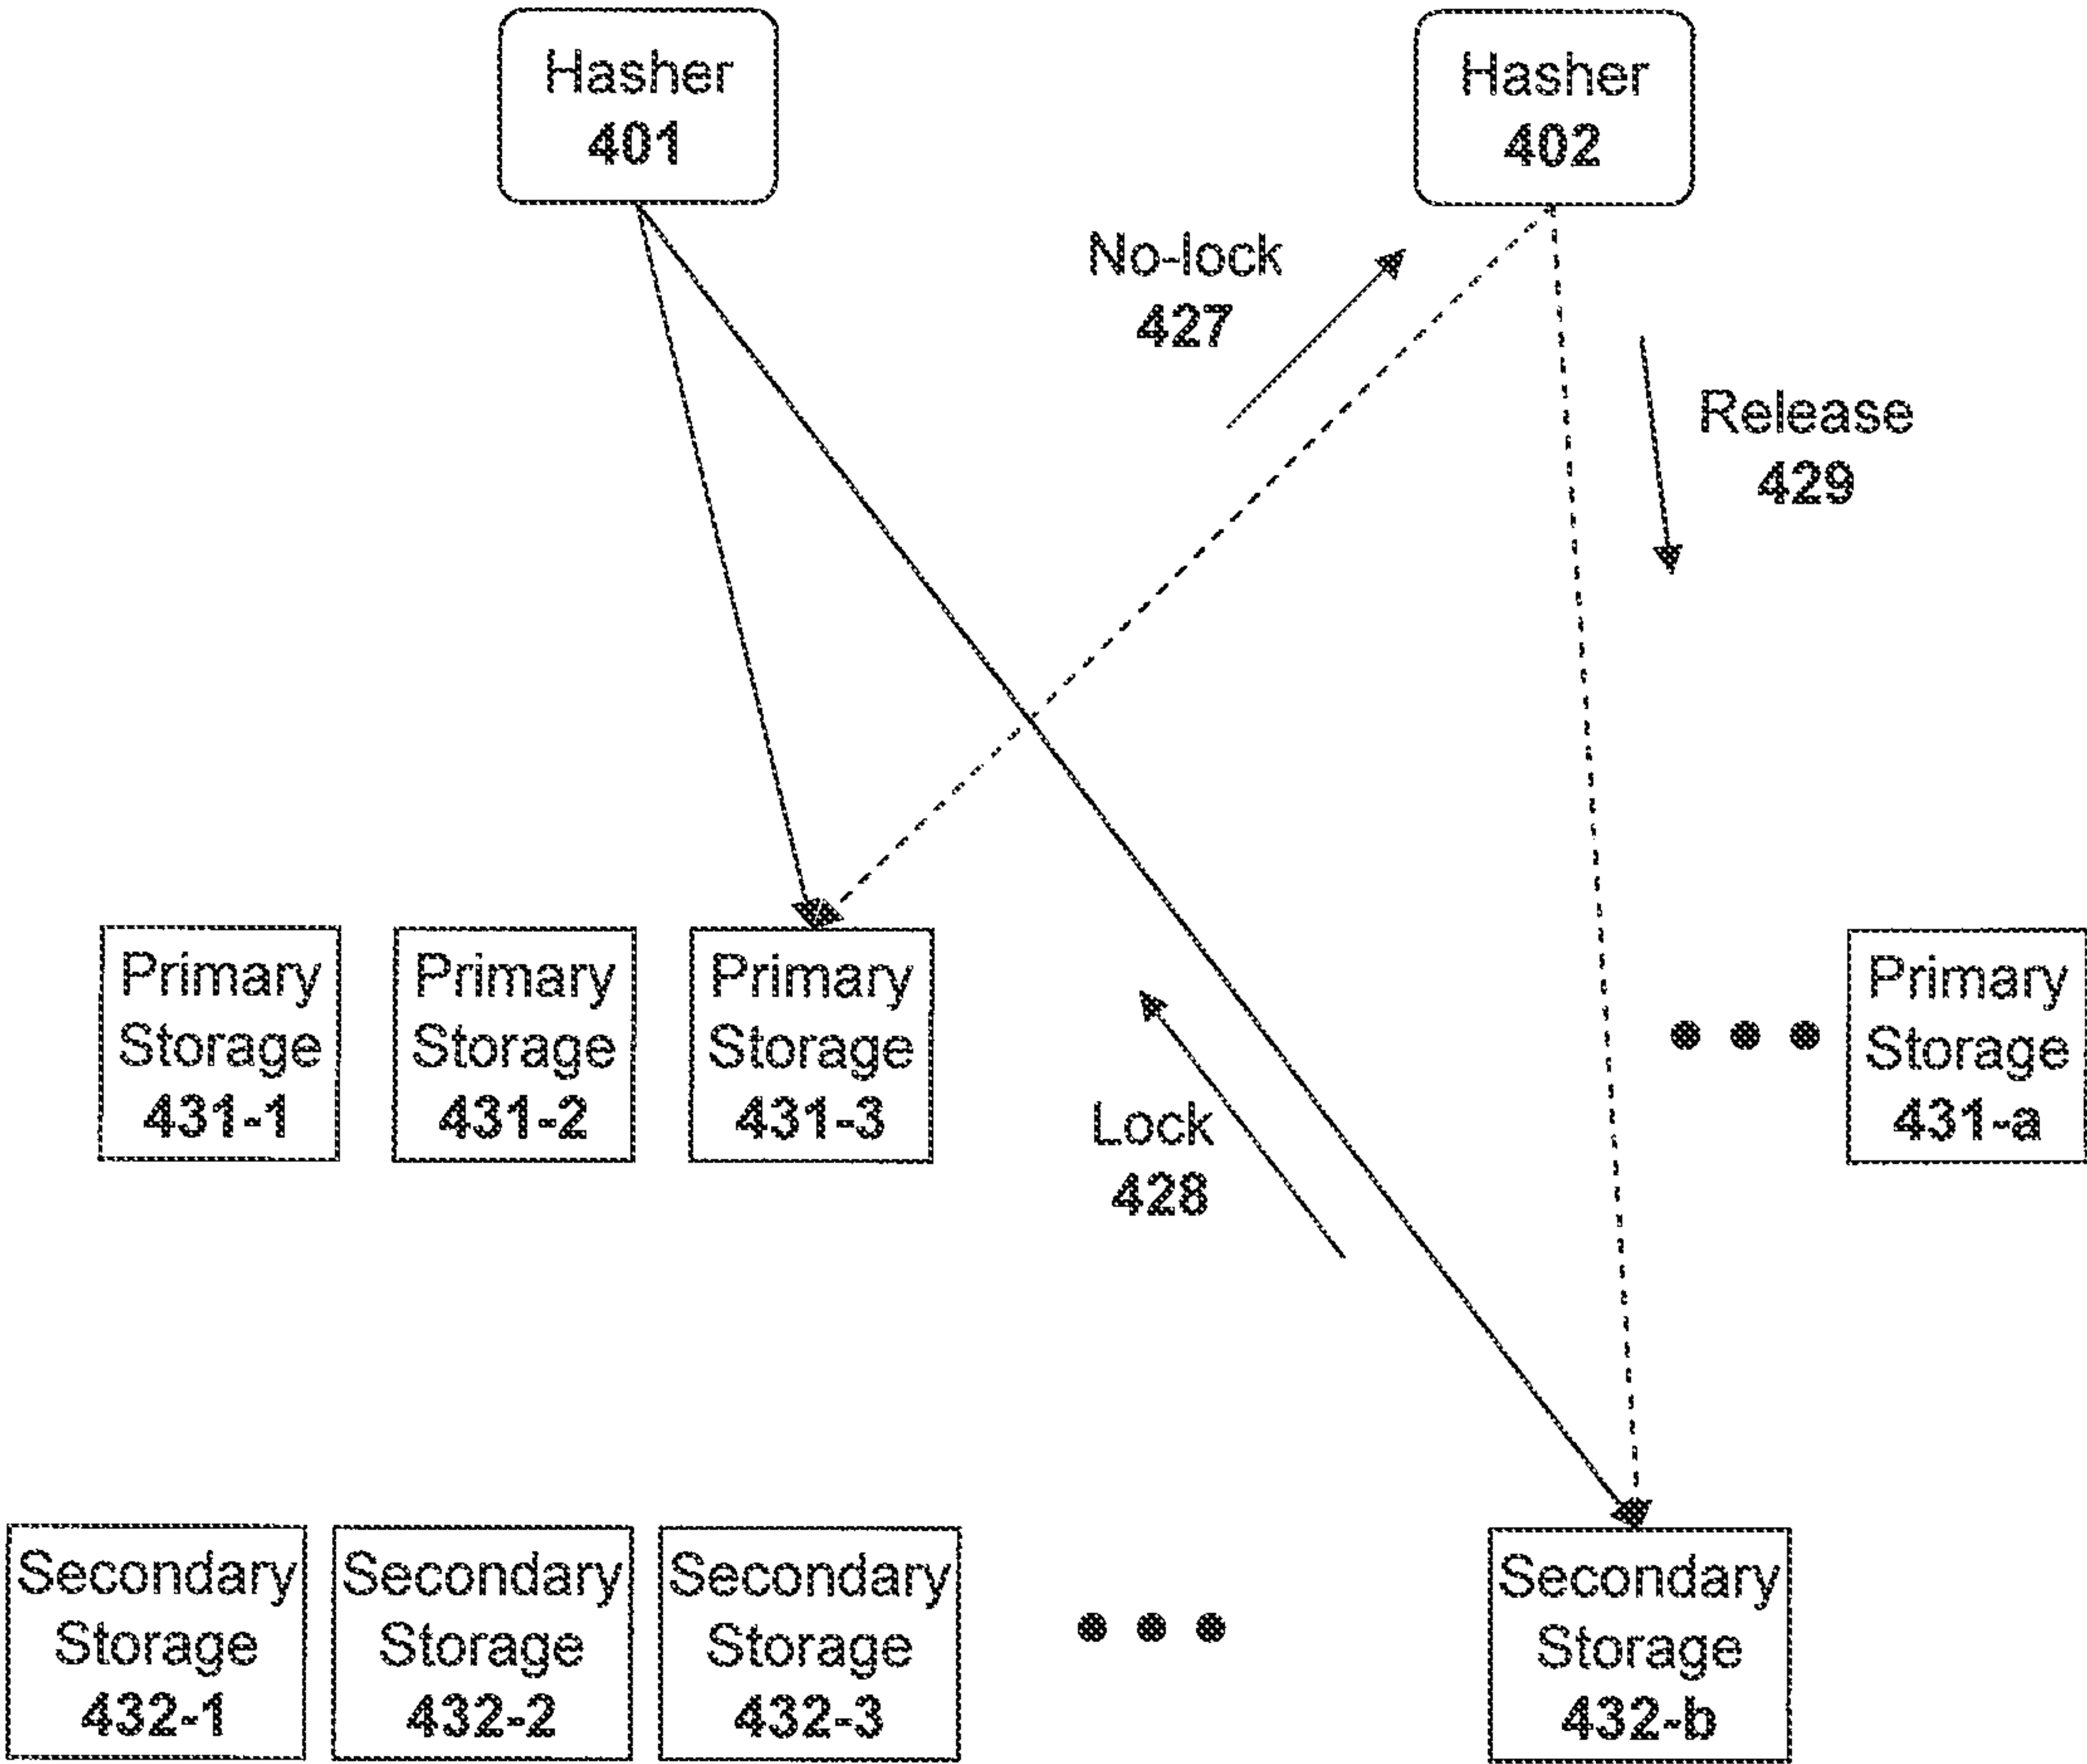 Hasher
401
Hasher
402
No-lock
427
Release
429
Primary
Storage
431-1
Primary
Storage
431-2
Primary
Storage
431-3
Primary
Storage
431-a
Lock
428
Secondary
Storage
432-1
Secondary
Storage
432-2
Secondary
Storage
432-3
Secondary
Storage
432-b